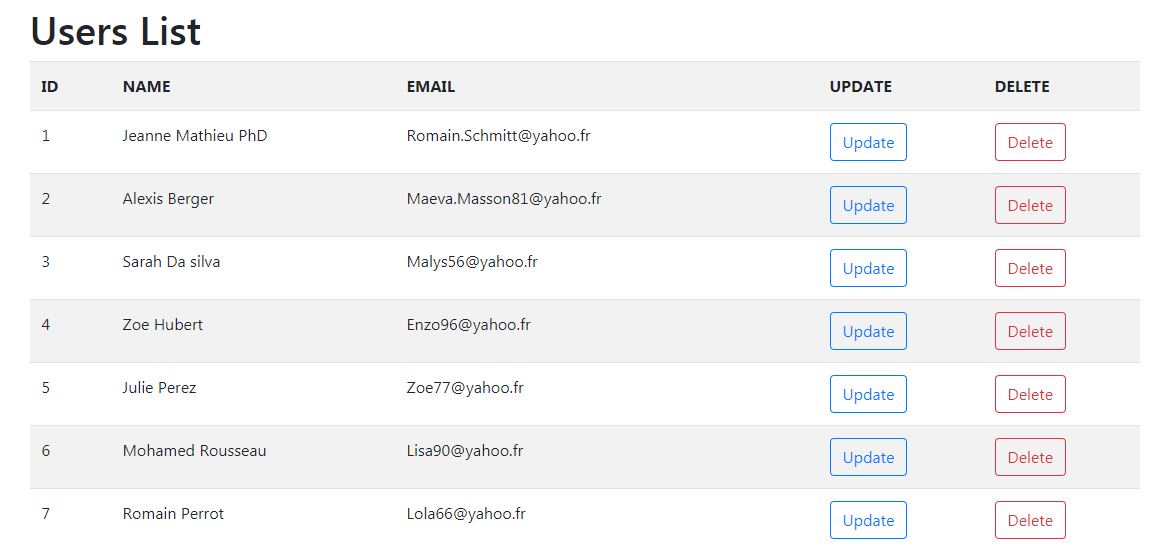 Users List
ID NAME EMAIL UPDATE DELETE
1 Jeanne Mathieu PhD Romain.Schmitt@yahoo.fr Update Delete
2 Alexis Berger Maeva.Masson81@yahoo.fr Update Delete
3 Sarah Da silva Malys56@yahoo.fr Update Delete
4 Zoe Hubert Enzo96@yahoo.fr Update Delete
5 Julie Perez Zoe77@yahoo.fr Update Delete
6 Mohamed Rousseau Lisa90@yahoo.fr Update Delete
7 Romain Perrot Lola66@yahoo.fr Update Delete